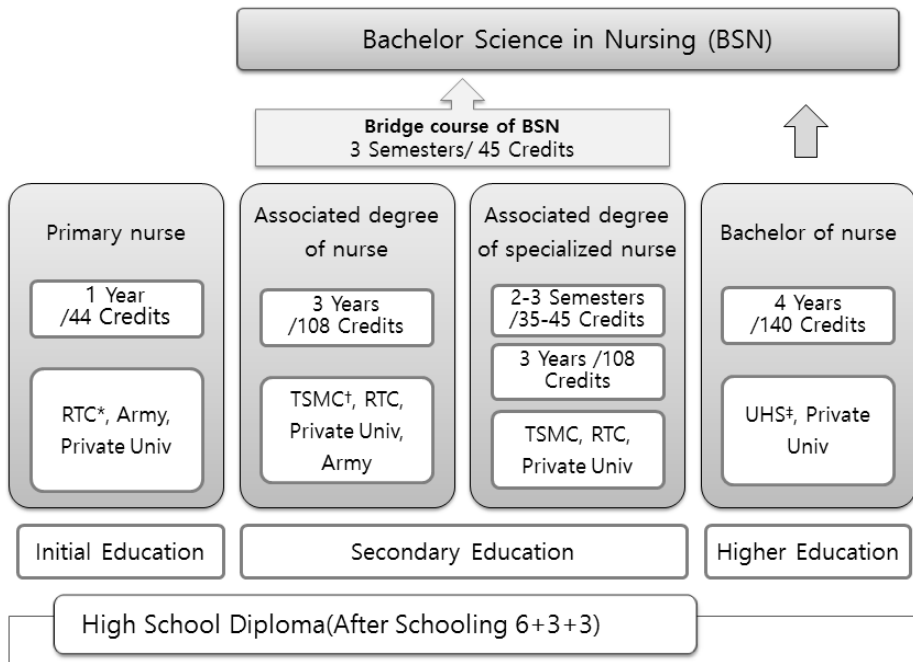 Bachelor Science in Nursing (BSN)
Bridge course of BSN
3 Semesters/ 45 Credits
Primary nurse
1 Year
/44 Credits
RTC*, Army,
Private Univ
Associated degree
of nurse
3 Years
/108 Credits
TSMC†, RTC,
Private Univ,
Army
Associated degree
of specialized nurse
2-3 Semesters
/35-45 Credits
3 Years /108
Credits
TSMC, RTC,
Private Univ
Bachelor of nurse
4 Years
/140 Credits
UHS‡, Private
Univ
Initial Education
Secondary Education
Higher Education
High School Diploma(After Schooling 6+3+3)